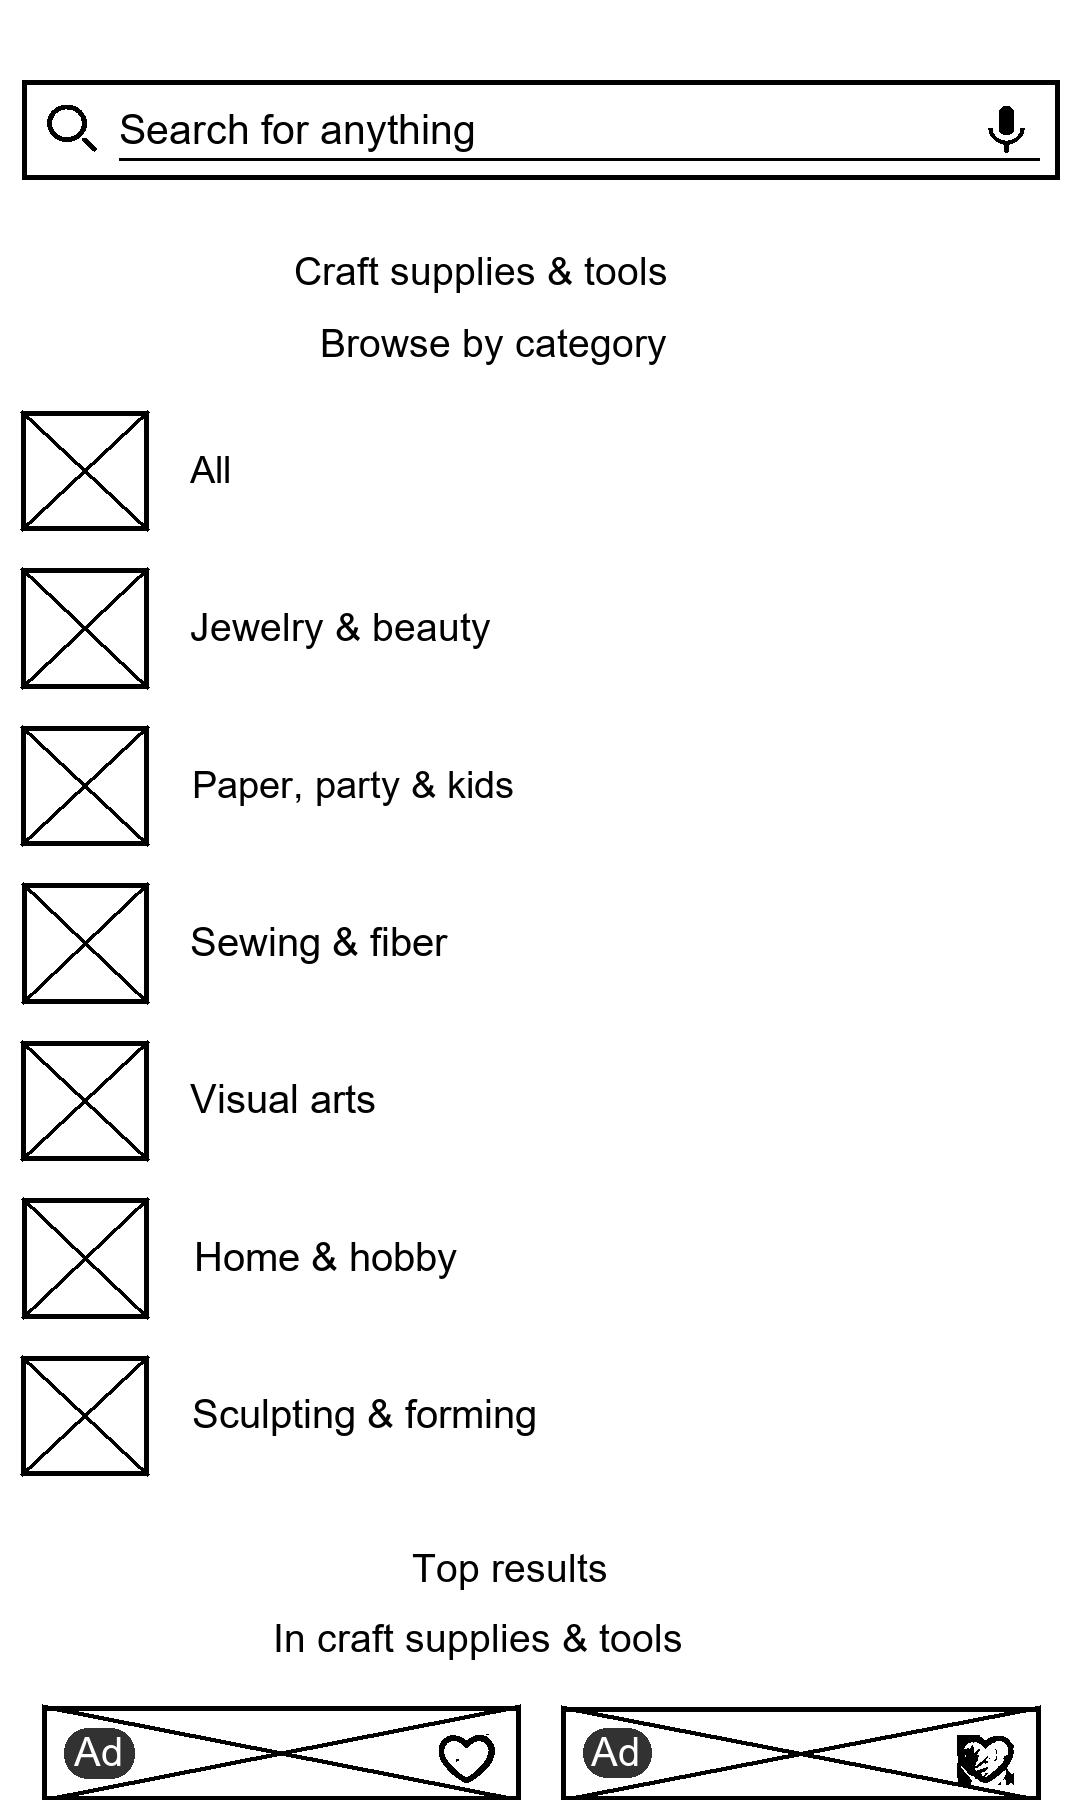 Search for anything
Craft supplies & tools
Browse by category
All
Jewelry & beauty
Paper, party & kids
Sewing & fiber
Visual arts
Home & hobby
Sculpting & forming
Top results
In craft supplies & tools
Ad
Ad